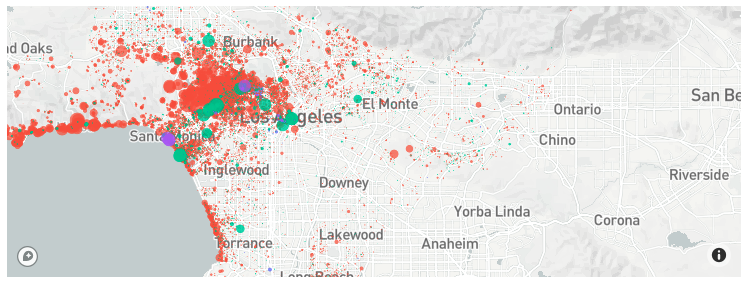 nd Oaks
Burbank
San Be
El Monte
Ontario
Los Angeles
Santa Monica
Chino
Inglewood
Riverside
Downey
Yorba Linda
Corona
Torrance
Lakewood
Anaheim
Long Beach